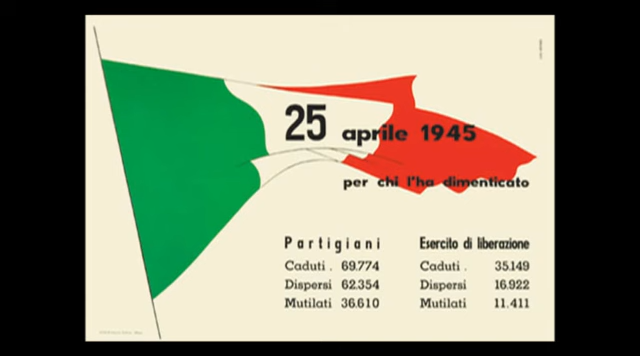 25 aprile 1945
per chi l'ha dimenticato
Partigiani
Caduti . 69.774
Dispersi 62.354
Mutilati 36.610
Esercito di liberazione
Caduti . 35.149
Dispersi 16.922
Mutilati 11.411